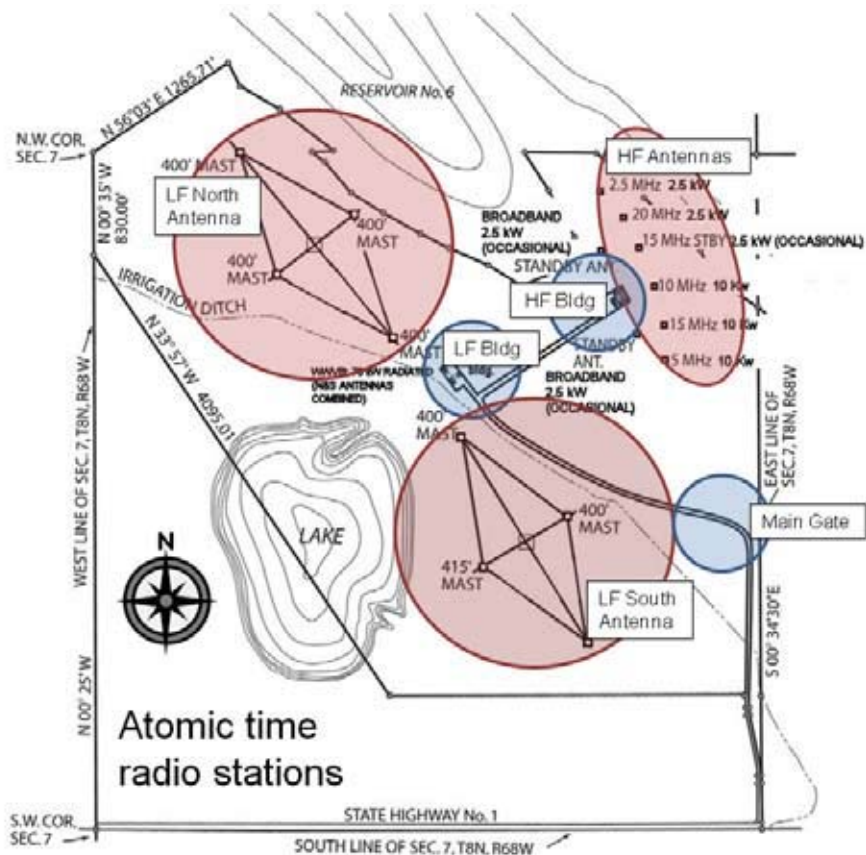 RESERVOIR No. 6
N 56°03' E 1265.71'
N.W. COR.
SEC. 7
HF Antennas
400' MAST
LF North
Antenna
2.5 MHz 2.5 kW
20 MHz 2.5 kW
15 MHz STBY 2.5 kW (OCCASIONAL)
10 MHz 10 Kw
15 MHz 10 Kw
5 MHz 10 Kw
N 00° 35' W
830.00'
400'
MAST
400'
MAST
400'
MAST
BROADBAND
2.5 kW
(OCCASIONAL)
STANDBY ANT.
HF Bldg
IRRIGATION DITCH
LF Bldg
Bldg
RADIATED
(N&S ANTENNAS
COMBINED)
STANDBY
ANT.
BROADBAND
2.5 kW
(OCCASIONAL)
N 33° 57' W 4095.01
WEST LINE OF SEC. 7, T8N, R68W
EAST LINE OF
SEC. 7, T8N, R68W
400'
MAST
400'
MAST
415'
MAST
LF South
Antenna
Main Gate
LAKE
N
S 00° 34'30"E
N 00° 25' W
Atomic time
radio stations
STATE HIGHWAY No. 1
S.W. COR.
SEC. 7
SOUTH LINE OF SEC. 7, T8N, R68W